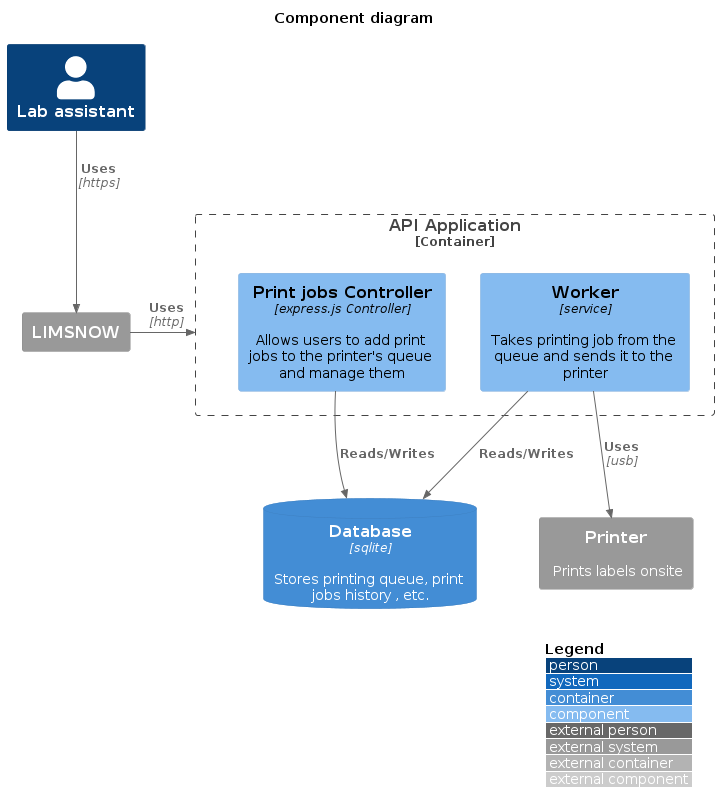 Component diagram
Lab assistant
Uses
[https]
API Application
[Container]
Print jobs Controller
[express.js Controller]
Allows users to add print
jobs to the printer's queue
and manage them
Worker
[service]
Takes printing job from the
queue and sends it to the
printer
LIMSNOW
Uses
[http]
Reads/Writes
Reads/Writes
Uses
[usb]
Database
[sqlite]
Stores printing queue, print
jobs history , etc.
Printer
Prints labels onsite
Legend
person
system
container
component
external person
external system
external container
external component